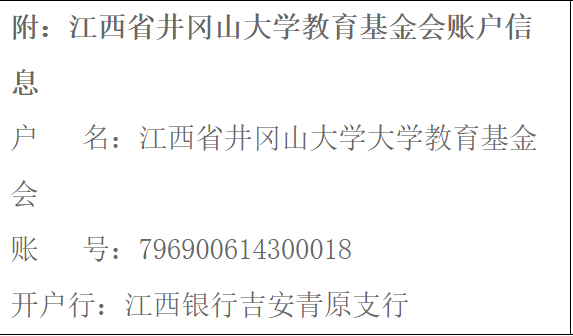 附：江西省井冈山大学教育基金会账户信
息
户　　名：江西省井冈山大学大学教育基金
会
账　　号：796900614300018
开户行：江西银行吉安青原支行